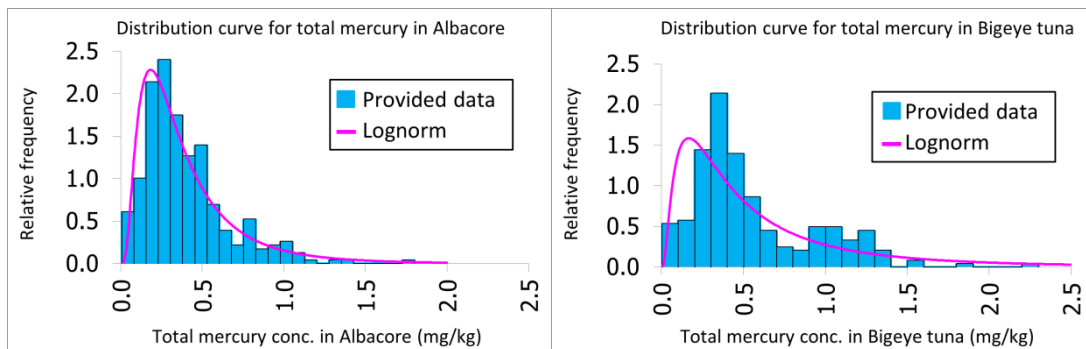 Distribution curve for total mercury in Albacore
Relative frequency
2.5
2.0
1.5
1.0
0.5
0.0
Provided data
Lognorm
0.0 0.5 1.0 1.5 2.0 2.5
Total mercury conc. in Albacore (mg/kg)
Distribution curve for total mercury in Bigeye tuna
Relative frequency
2.5
2.0
1.5
1.0
0.5
0.0
Provided data
Lognorm
0.0 0.5 1.0 1.5 2.0 2.5
Total mercury conc. in Bigeye tuna (mg/kg)